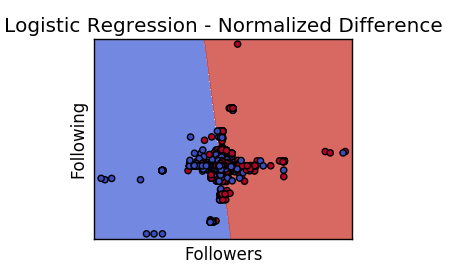 Logistic Regression - Normalized Difference
Following
Followers